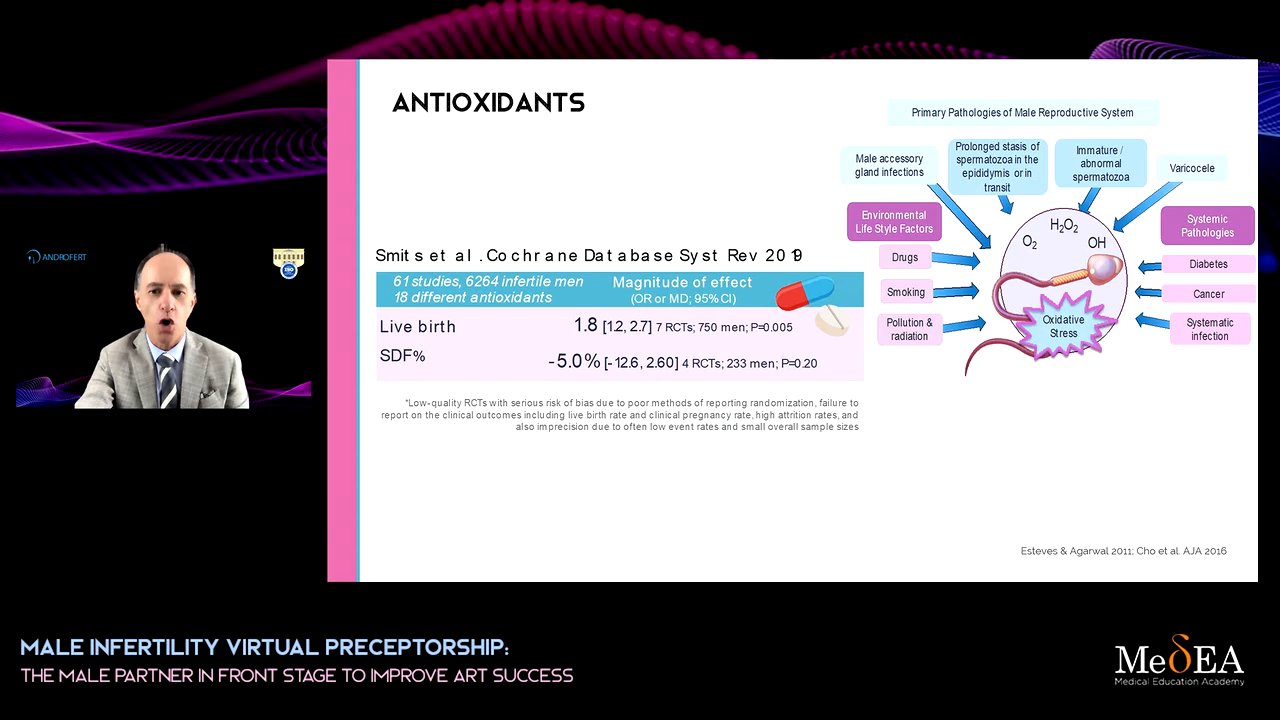 ANTIOXIDANTS
Primary Pathologies of Male Reproductive System
Male accessory
gland infections
Prolonged stasis of
spermatozoa in the
epididymis or in
transit
Immature /
abnormal
spermatozoa
Varicocele
Environmental
Life Style Factors
Systemic
Pathologies
H2O2
O2
OH
Drugs
Smoking
Pollution &
radiation
Diabetes
Cancer
Systematic
infection
Oxidative
Stress
Smits et al. Cochrane Database Syst Rev 2019
61 studies, 6264 infertile men
18 different antioxidants
Magnitude of effect
(OR or MD; 95% CI)
Live birth 1.8 [1.2, 2.7] 7 RCTs; 750 men; P=0.005
SDF% -5.0% [-12.6, 2.60] 4 RCTs; 233 men; P=0.20
*Low-quality RCTs with serious risk of bias due to poor methods of reporting randomization, failure to
report on the clinical outcomes including live birth rate and clinical pregnancy rate, high attrition rates, and
also imprecision due to often low event rates and small overall sample sizes
Esteves & Agarwal 2011; Cho et al. AJA 2016
ANDROFERT
ISO
MALE INFERTILITY VIRTUAL PRECEPTORSHIP:
THE MALE PARTNER IN FRONT STAGE TO IMPROVE ART SUCCESS
MeδEA
Medical Education Academy